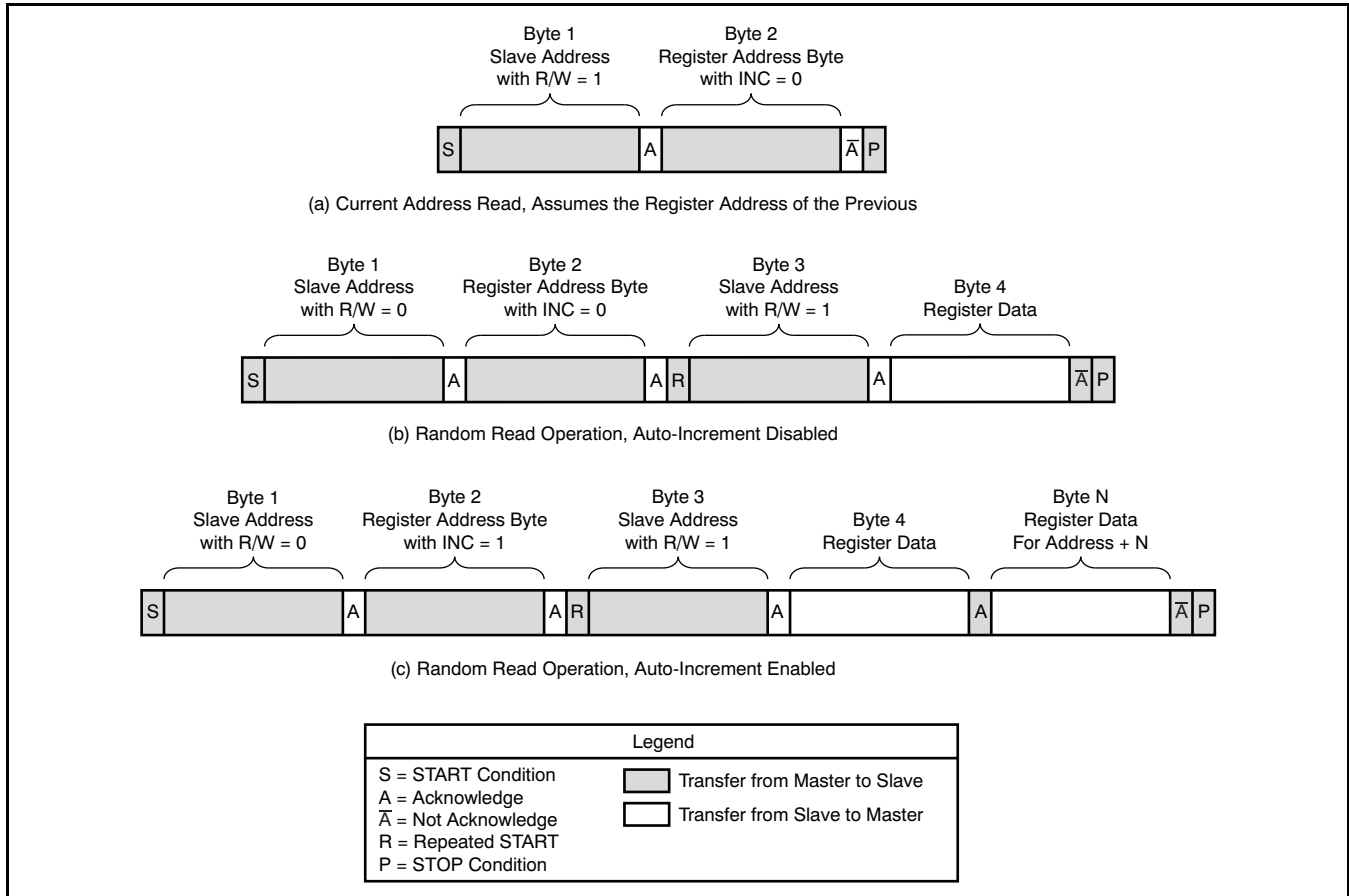 Byte 1
Slave Address
with R/W = 1
Byte 2
Register Address Byte
with INC = 0
S
A
A̅
P
(a) Current Address Read, Assumes the Register Address of the Previous
Byte 1
Slave Address
with R/W = 0
Byte 2
Register Address Byte
with INC = 0
Byte 3
Slave Address
with R/W = 1
Byte 4
Register Data
S
A
A
R
A
A̅
P
(b) Random Read Operation, Auto-Increment Disabled
Byte 1
Slave Address
with R/W = 0
Byte 2
Register Address Byte
with INC = 1
Byte 3
Slave Address
with R/W = 1
Byte 4
Register Data
Byte N
Register Data
For Address + N
S
A
A
R
A
A
A̅
P
(c) Random Read Operation, Auto-Increment Enabled
Legend
S = START Condition
A = Acknowledge
A̅ = Not Acknowledge
R = Repeated START
P = STOP Condition
Transfer from Master to Slave
Transfer from Slave to Master